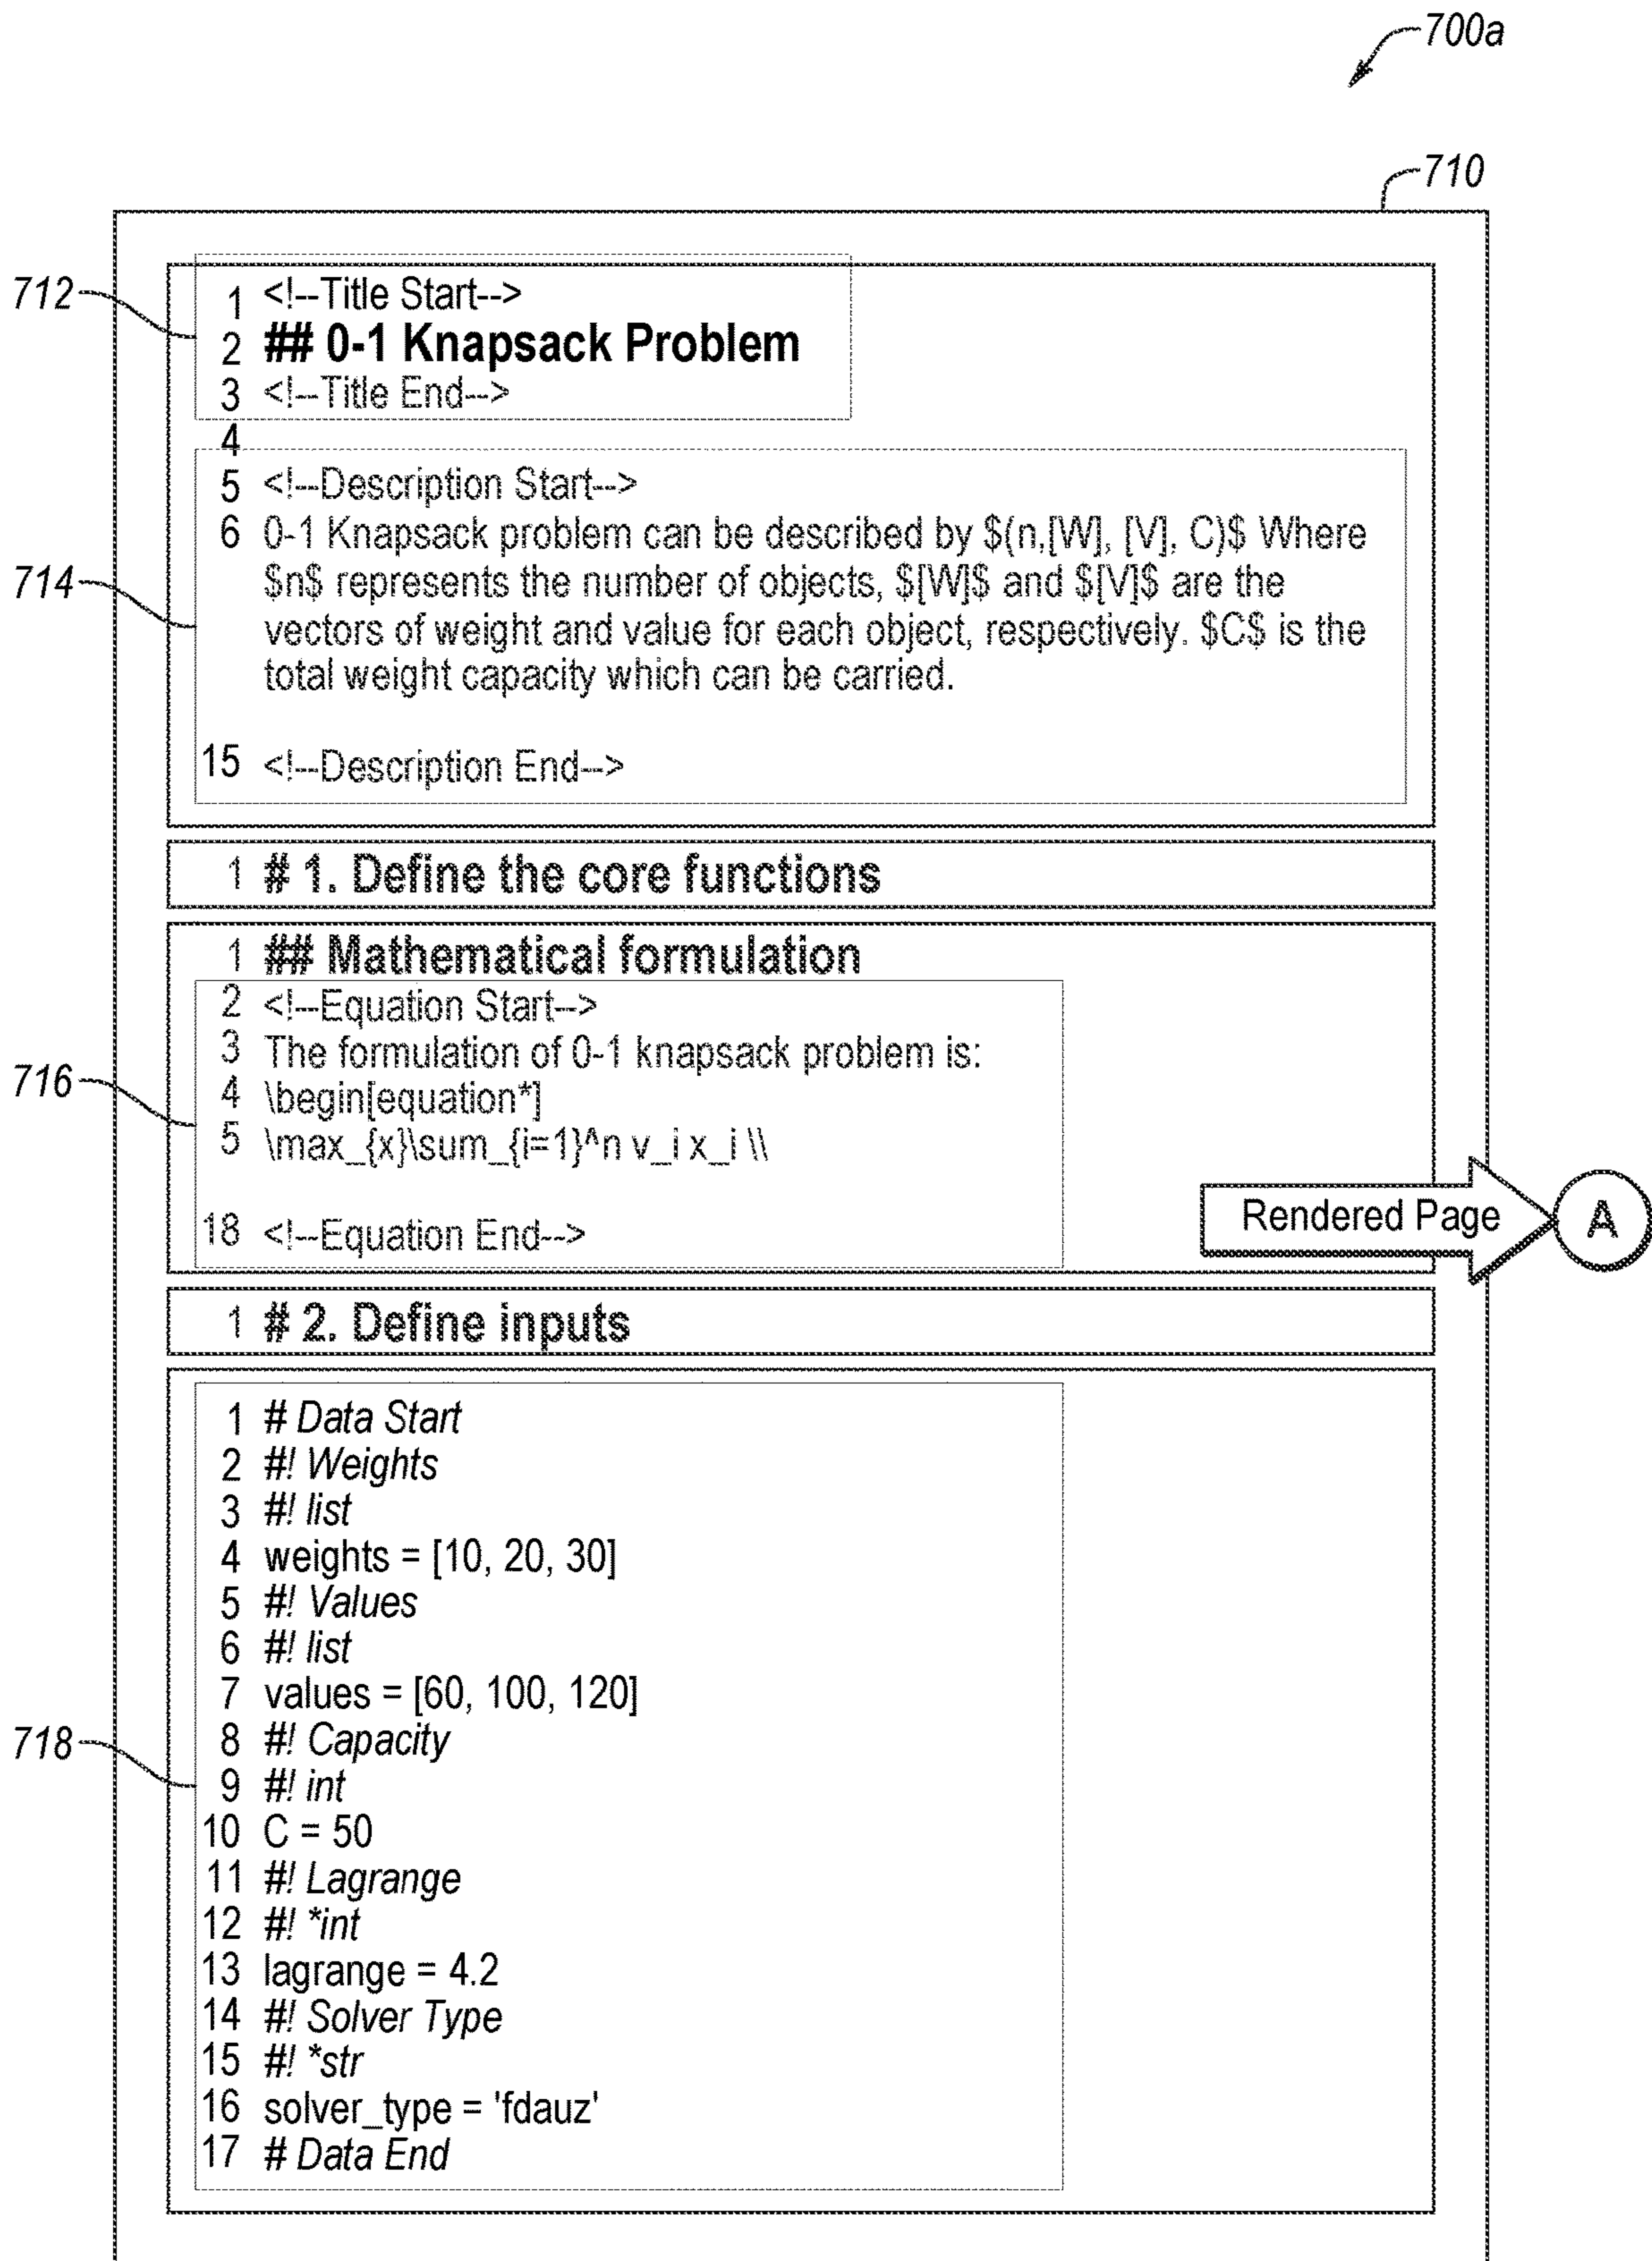 700a
710
712
1 <!--Title Start-->
2 ## 0-1 Knapsack Problem
3 <!--Title End-->
4
5 <!--Description Start-->
714
6 0-1 Knapsack problem can be described by $(n,[W], [V], C)$ Where
$n$ represents the number of objects, $[W]$ and $[V]$ are the
vectors of weight and value for each object, respectively. $C$ is the
total weight capacity which can be carried.
15 <!--Description End-->
1 # 1. Define the core functions
1 ## Mathematical formulation
2 <!--Equation Start-->
3 The formulation of 0-1 knapsack problem is:
716
4 \begin[equation*]
5 \max_{x}\sum_{i=1}^n v_i x_i \\
18 <!--Equation End-->
Rendered Page
A
1 # 2. Define inputs
1 # Data Start
2 #! Weights
3 #! list
4 weights = [10, 20, 30]
5 #! Values
6 #! list
7 values = [60, 100, 120]
718
8 #! Capacity
9 #! int
10 C = 50
11 #! Lagrange
12 #! *int
13 lagrange = 4.2
14 #! Solver Type
15 #! *str
16 solver_type = 'fdauz'
17 # Data End